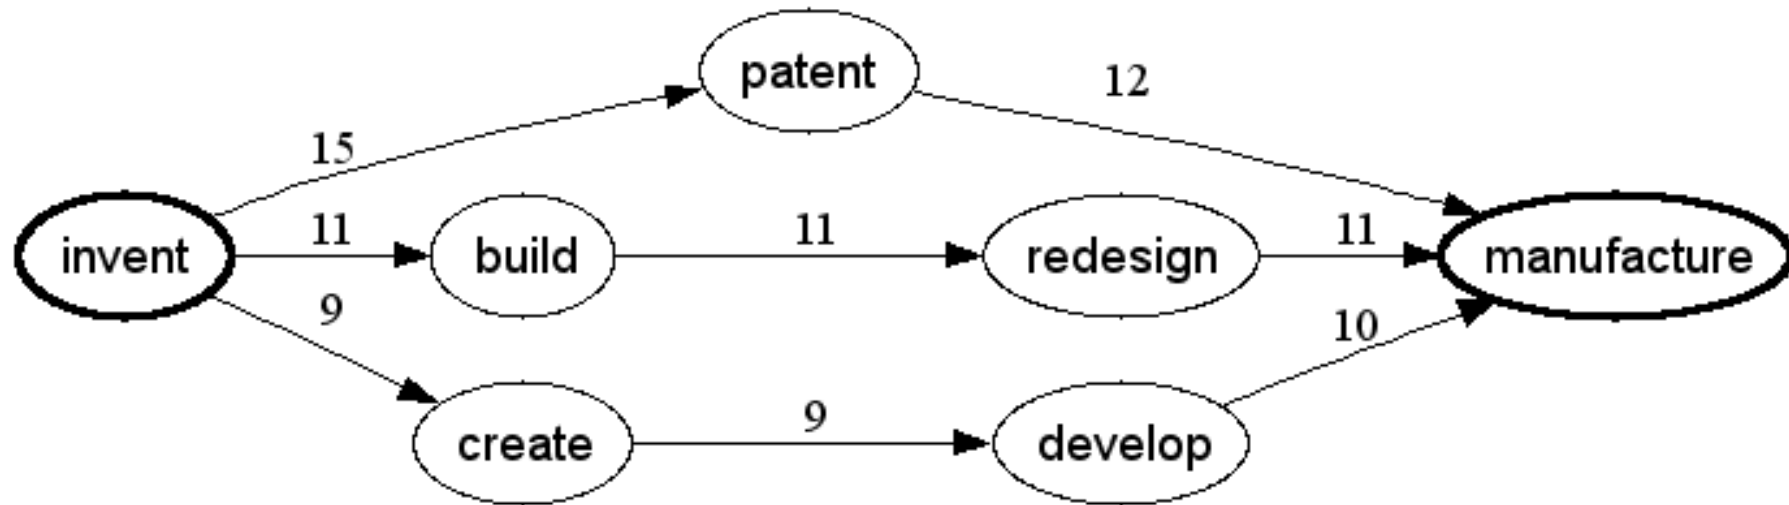 patent
12
15
invent
11
build
11
redesign
11
manufacture
9
10
create
9
develop